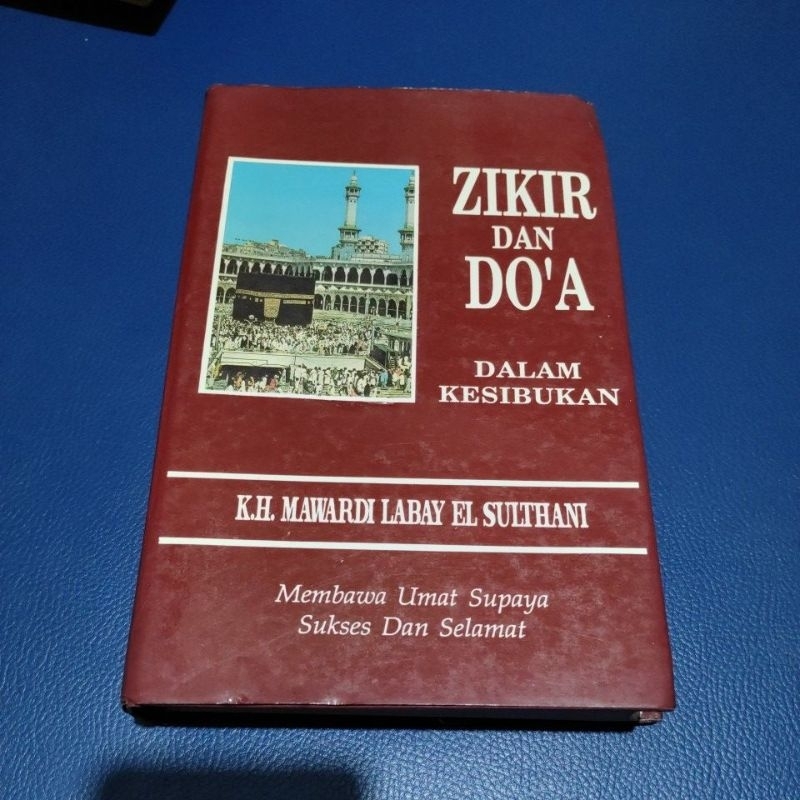 ZIKIR
DAN
DO'A
DALAM
KESIBUKAN
K.H. MAWARDI LABAY EL SULTHANI
Membawa Umat Supaya
Sukses Dan Selamat